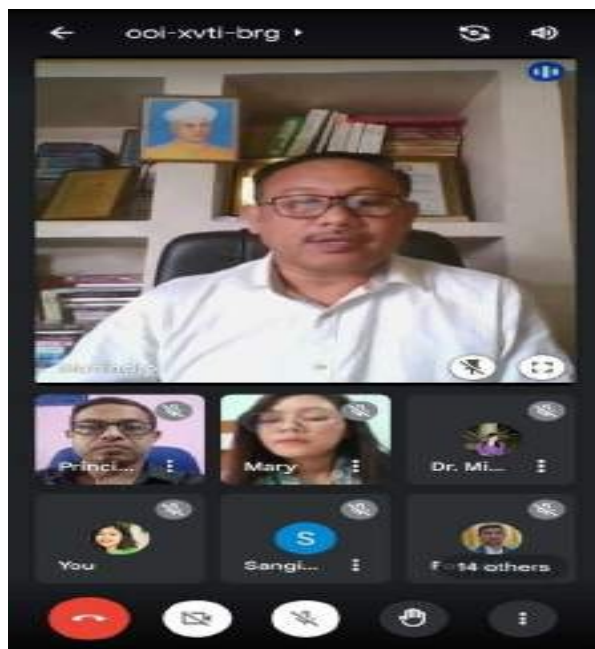 ooi-xvti-brg
Princi...
Mary
Dr. Mi...
You
S
Sangi...
14 others